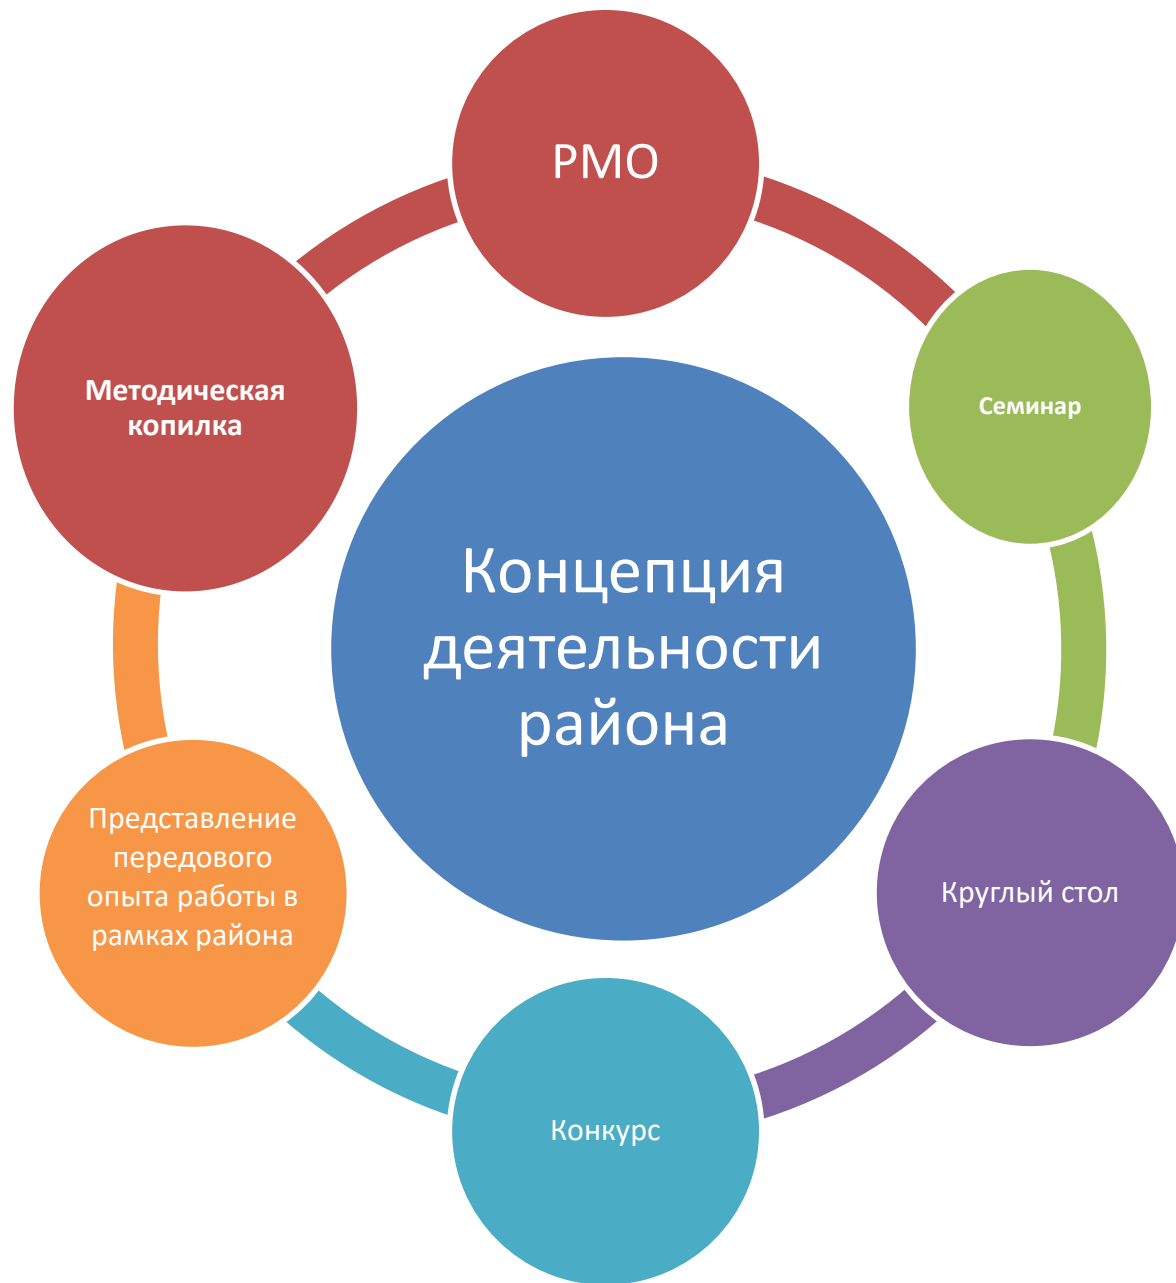 РМО
Методическая
копилка
Семинар
Концепция
деятельности
района
Представление
передового
опыта работы в
рамках района
Круглый стол
Конкурс